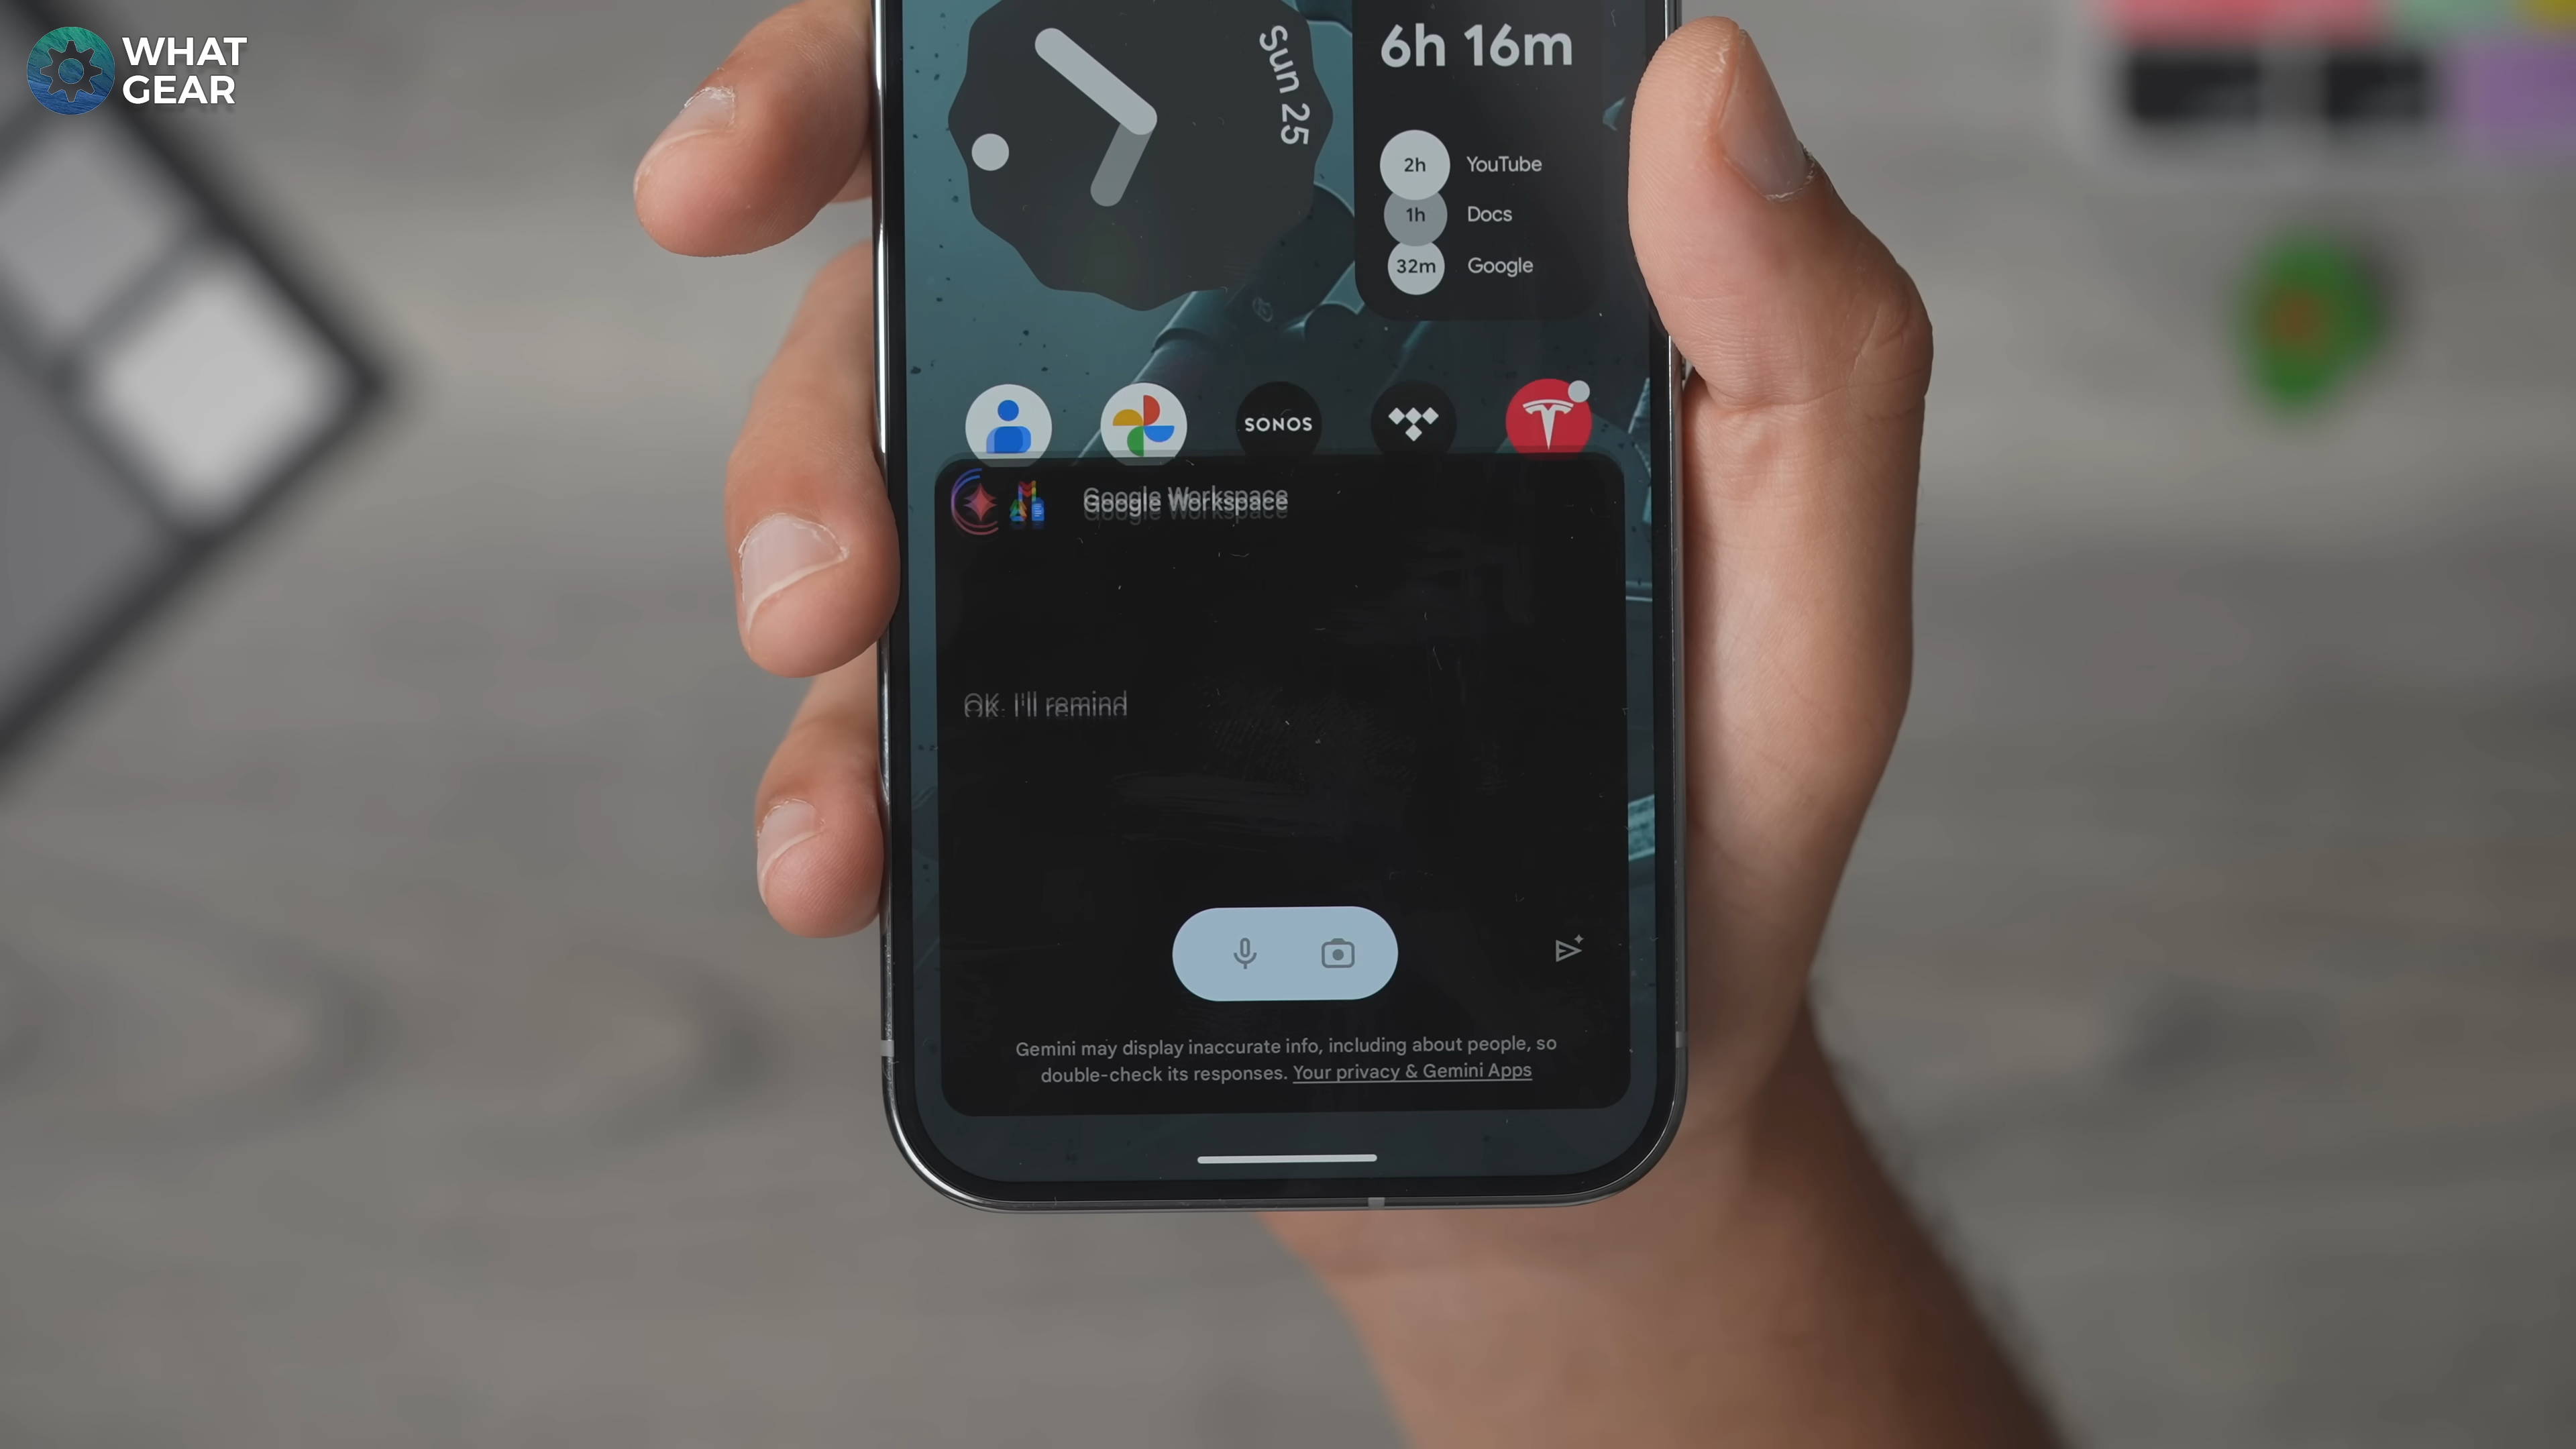 WHAT
GEAR
Sun 25
6h 16m
2h YouTube
1h Docs
32m Google
SONOS
Google Workspace
OK. I'll remind
Gemini may display inaccurate info, including about people, so
double-check its responses. Your privacy & Gemini Apps